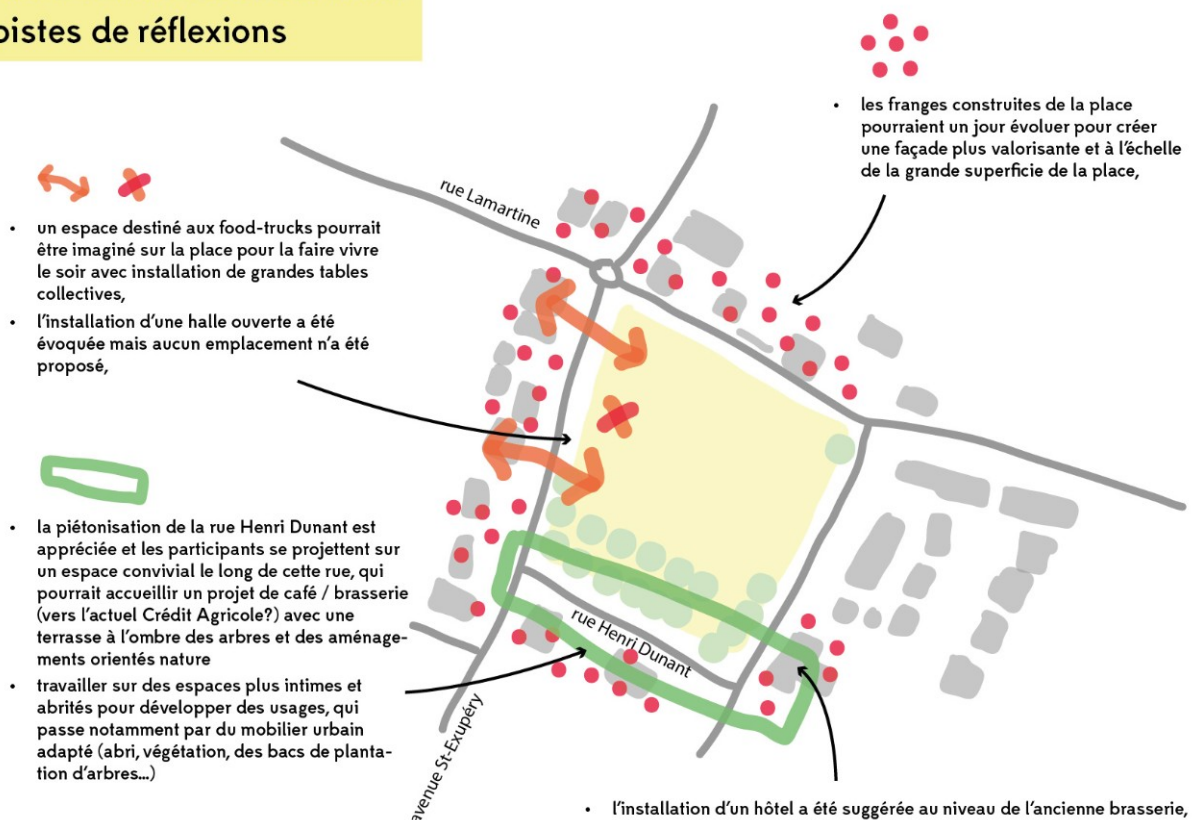 pistes de réflexions
• les franges construites de la place
pourraient un jour évoluer pour créer
une façade plus valorisante et à l'échelle
de la grande superficie de la place,
• un espace destiné aux food-trucks pourrait
être imaginé sur la place pour la faire vivre
le soir avec installation de grandes tables
collectives,
• l'installation d'une halle ouverte a été
évoquée mais aucun emplacement n'a été
proposé,
• la piétonisation de la rue Henri Dunant est
appréciée et les participants se projettent sur
un espace convivial le long de cette rue, qui
pourrait accueillir un projet de café / brasserie
(vers l'actuel Crédit Agricole?) avec une
terrasse à l'ombre des arbres et des aménage-
ments orientés nature
• travailler sur des espaces plus intimes et
abrités pour développer des usages, qui
passe notamment par du mobilier urbain
adapté (abri, végétation, des bacs de planta-
tion d'arbres...)
rue Lamartine
rue Henri Dunant
avenue St-Exupéry
• l'installation d'un hôtel a été suggérée au niveau de l'ancienne brasserie,